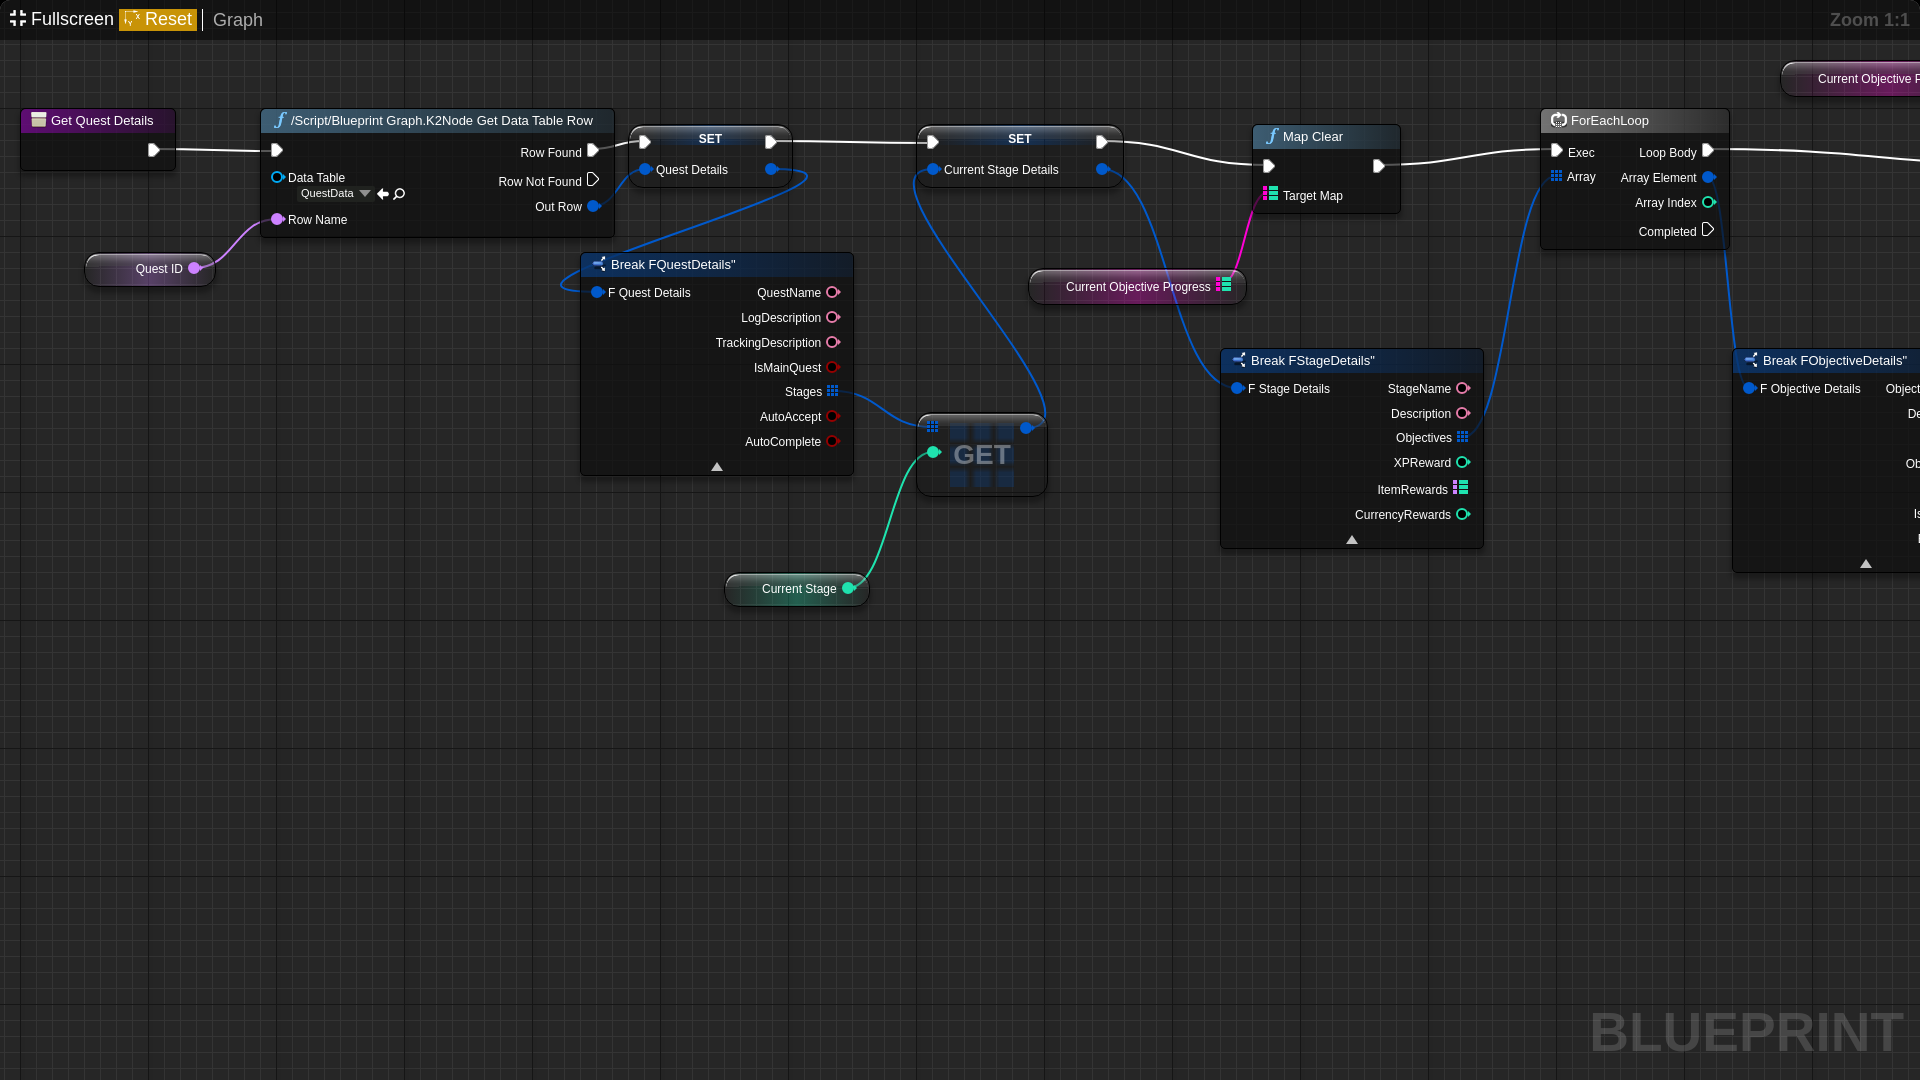 Fullscreen Reset Graph
Zoom 1:1
Current Objective P
Get Quest Details
/Script/Blueprint Graph.K2Node Get Data Table Row
Row Found
Data Table
Row Not Found
QuestData
Out Row
Row Name
Quest ID
SET
Quest Details
SET
Current Stage Details
Map Clear
Target Map
ForEachLoop
Exec
Loop Body
Array
Array Element
Array Index
Completed
Break FQuestDetails"
F Quest Details
QuestName
LogDescription
TrackingDescription
IsMainQuest
Stages
AutoAccept
AutoComplete
Current Objective Progress
GET
Current Stage
Break FStageDetails"
F Stage Details
StageName
Description
Objectives
XPReward
ItemRewards
CurrencyRewards
Break FObjectiveDetails"
F Objective Details
Object
De
Ob
Is
BLUEPRINT